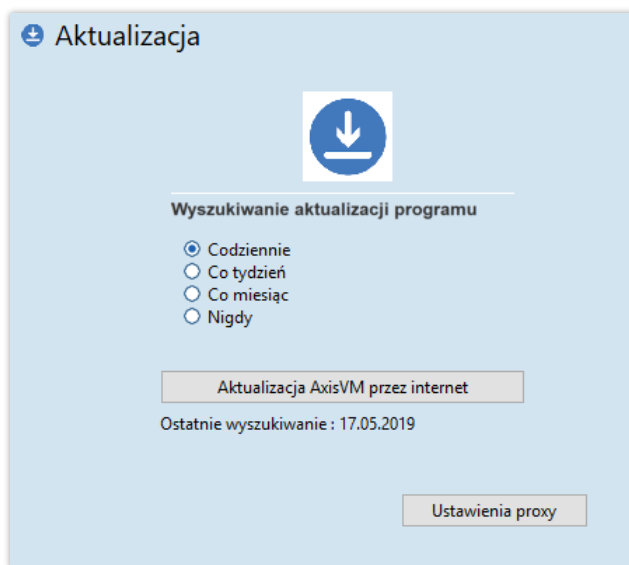 Aktualizacja
Wyszukiwanie aktualizacji programu
Codziennie
Co tydzień
Co miesiąc
Nigdy
Aktualizacja AxisVM przez internet
Ostatnie wyszukiwanie : 17.05.2019
Ustawienia proxy